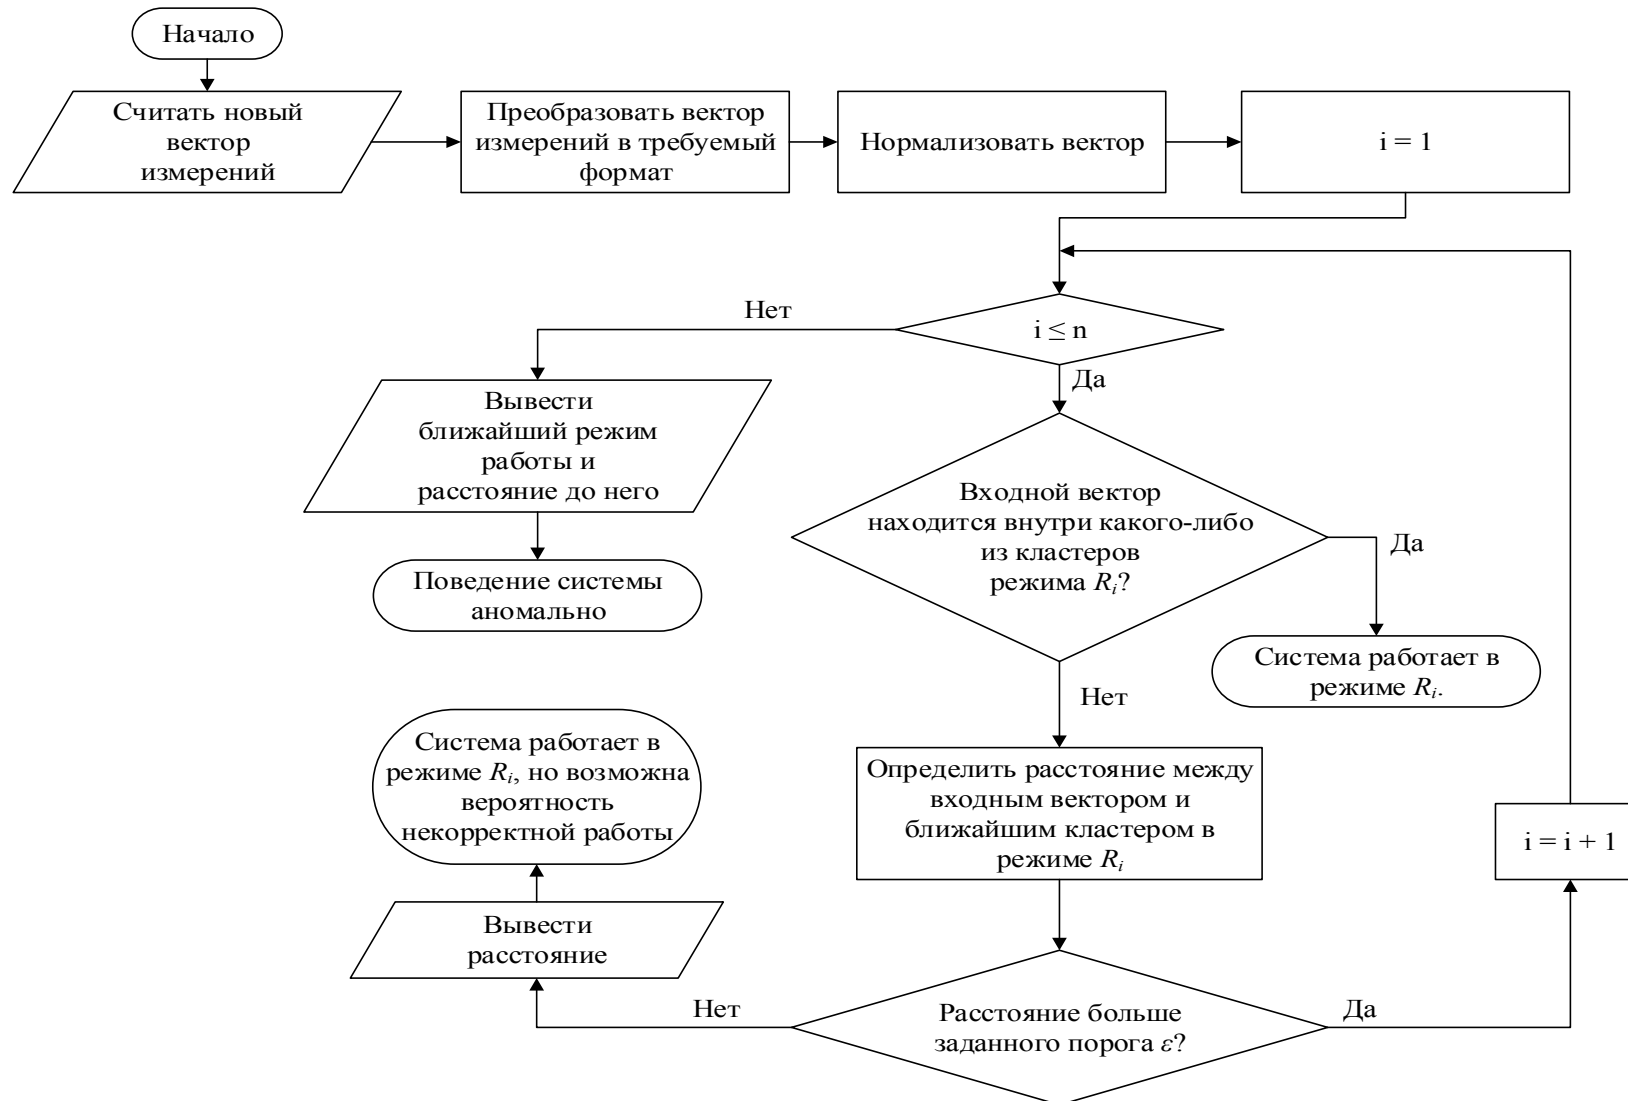 Начало
Считать новый
вектор
измерений
Преобразовать вектор
измерений в требуемый
формат
Нормализовать вектор
i = 1
Нет
i ≤ n
Да
Вывести
ближайший режим
работы и
расстояние до него
Входной вектор
находится внутри какого-либо
из кластеров
режима Ri?
Да
Поведение системы
аномально
Система работает в
режиме Ri.
Нет
Система работает в
режиме Ri, но возможна
вероятность
некорректной работы
Определить расстояние между
входным вектором и
ближайшим кластером в
режиме Ri
i = i + 1
Вывести
расстояние
Нет
Расстояние больше
заданного порога ε?
Да